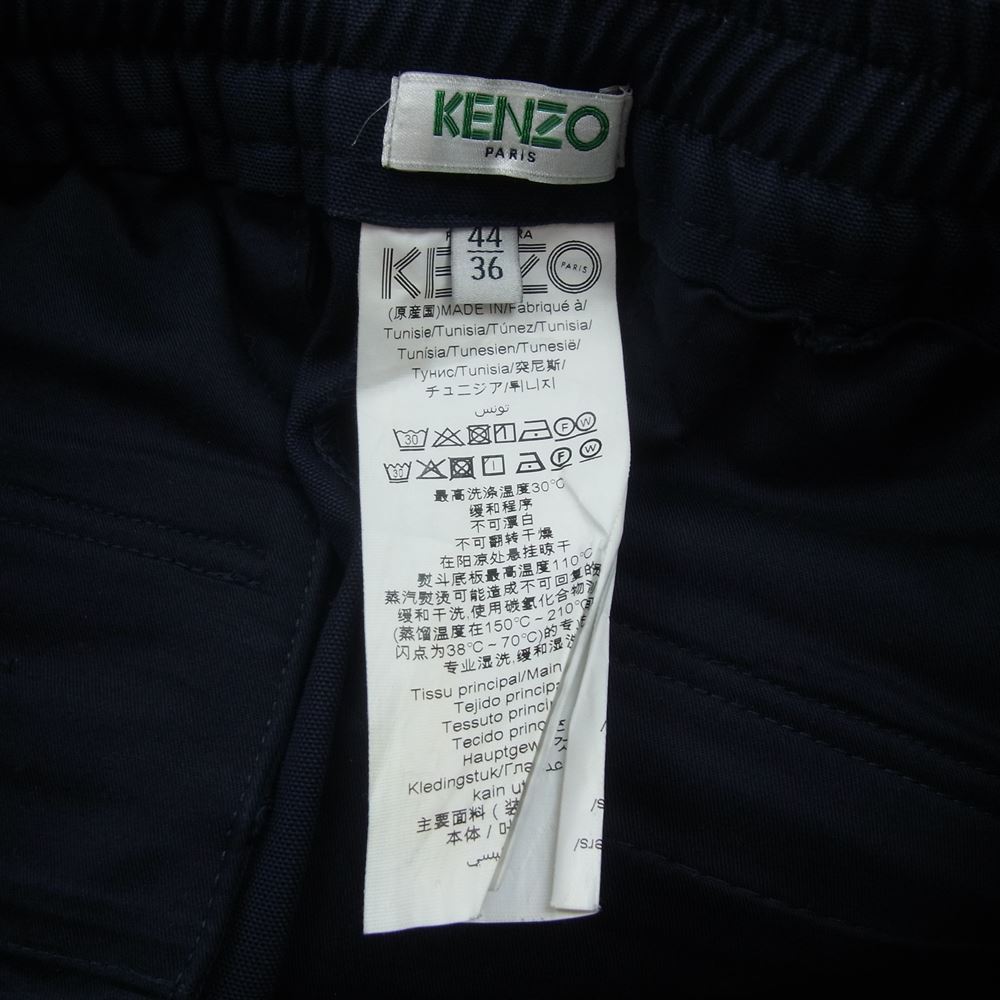 KENZO
PARIS
44
36
KENZO
PARIS
(原産国)MADE IN/Fabriqué à/
Tunisie/Tunisia/Túnez/Tunisia/
Tunísia/Tunesien/Tunesië/
Тунис/Tunisia/突尼斯/
チュニジア/튀니지
تونس
30
F W
30
F W
最高洗涤温度30°C
缓和程序
不可漂白
不可翻转干燥
在阳凉处悬挂晾干
熨斗底板最高温度110°C
蒸汽熨烫可能造成不可回复的
缓和干洗,使用碳氢化合物
(蒸馏温度在150°C~210°C
闪点为38°C~70°C)的专
专业湿洗,缓和湿洗
Tissu principal/Main
Tejido princip
Tessuto princi
Tecido princ
Hauptgew
Kledingstuk/Гла
kain ut
主要面料(装
本体/